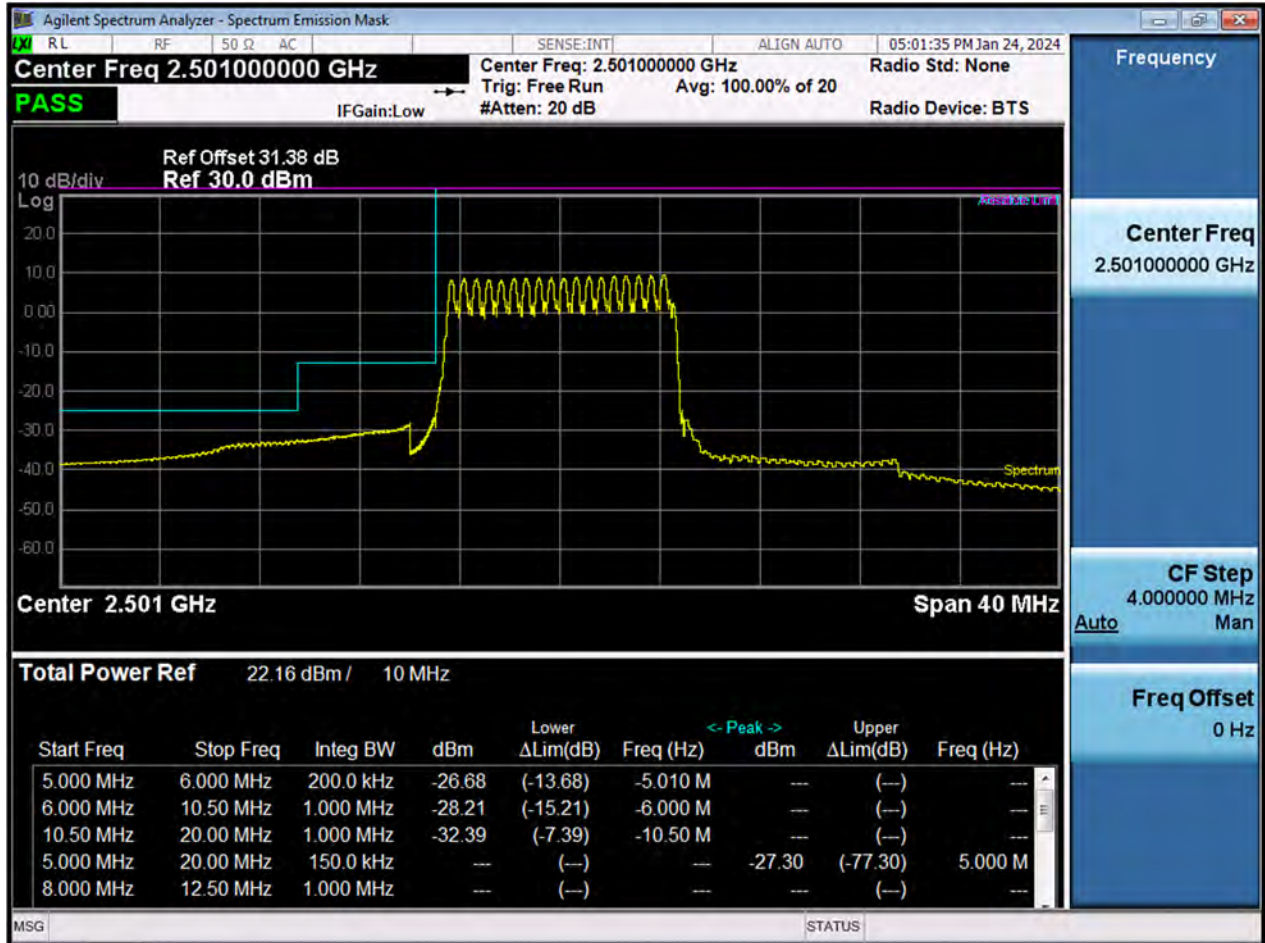 Agilent Spectrum Analyzer - Spectrum Emission Mask
LXI RL RF 50 Ω AC SENSE:INT ALIGN AUTO 05:01:35 PM Jan 24, 2024
Center Freq 2.501000000 GHz
Center Freq: 2.501000000 GHz Radio Std: None
Trig: Free Run Avg: 100.00% of 20
PASS IFGain:Low #Atten: 20 dB Radio Device: BTS
Ref Offset 31.38 dB
10 dB/div Ref 30.0 dBm
Log
Absolute Limit
20.0
10.0
0.00
-10.0
-20.0
-30.0
-40.0
Spectrum
-50.0
-60.0
Center 2.501 GHz Span 40 MHz
Total Power Ref 22.16 dBm / 10 MHz
Lower <- Peak -> Upper
Start Freq Stop Freq Integ BW dBm ΔLim(dB) Freq (Hz) dBm ΔLim(dB) Freq (Hz)
5.000 MHz 6.000 MHz 200.0 kHz -26.68 (-13.68) -5.010 M --- (---) ---
6.000 MHz 10.50 MHz 1.000 MHz -28.21 (-15.21) -6.000 M --- (---) ---
10.50 MHz 20.00 MHz 1.000 MHz -32.39 (-7.39) -10.50 M --- (---) ---
5.000 MHz 20.00 MHz 150.0 kHz --- (---) --- -27.30 (-77.30) 5.000 M
8.000 MHz 12.50 MHz 1.000 MHz --- (---) --- --- (---) ---
MSG STATUS
Frequency
Center Freq
2.501000000 GHz
CF Step
4.000000 MHz
Auto Man
Freq Offset
0 Hz